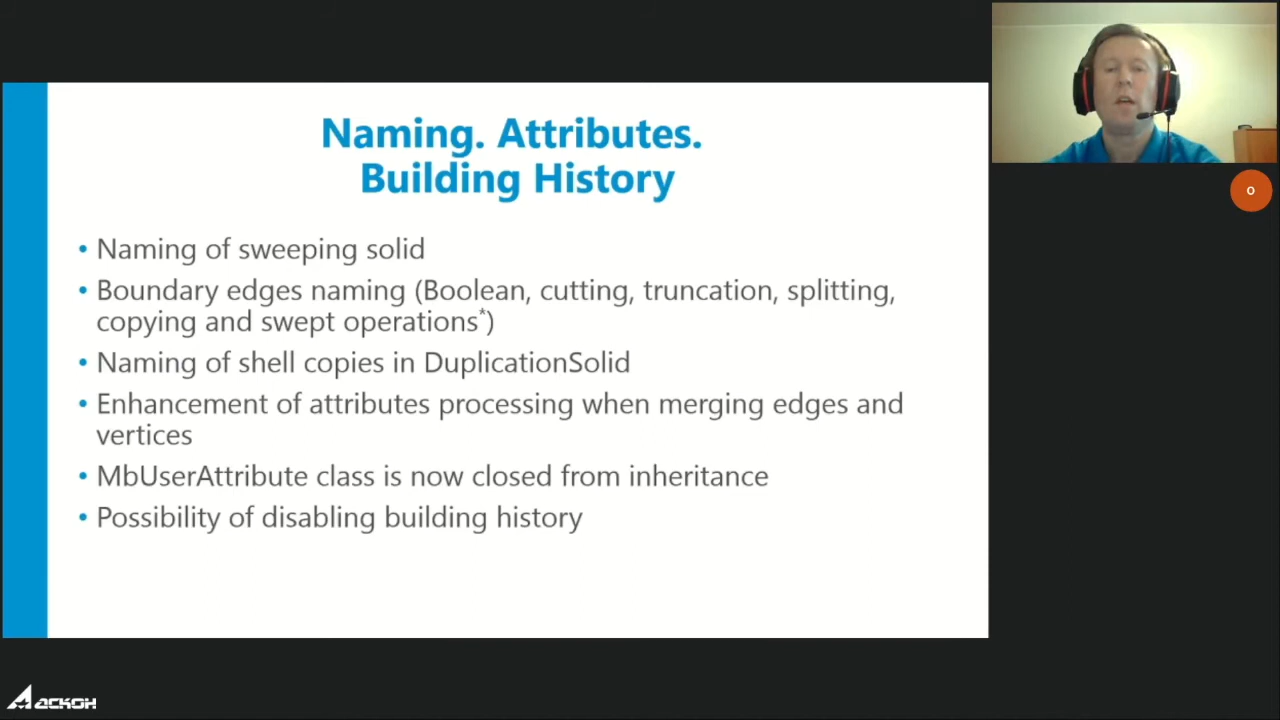 Naming. Attributes.
Building History
• Naming of sweeping solid
• Boundary edges naming (Boolean, cutting, truncation, splitting,
copying and swept operations*)
• Naming of shell copies in DuplicationSolid
• Enhancement of attributes processing when merging edges and
vertices
• MbUserAttribute class is now closed from inheritance
• Possibility of disabling building history
O
АСКОН